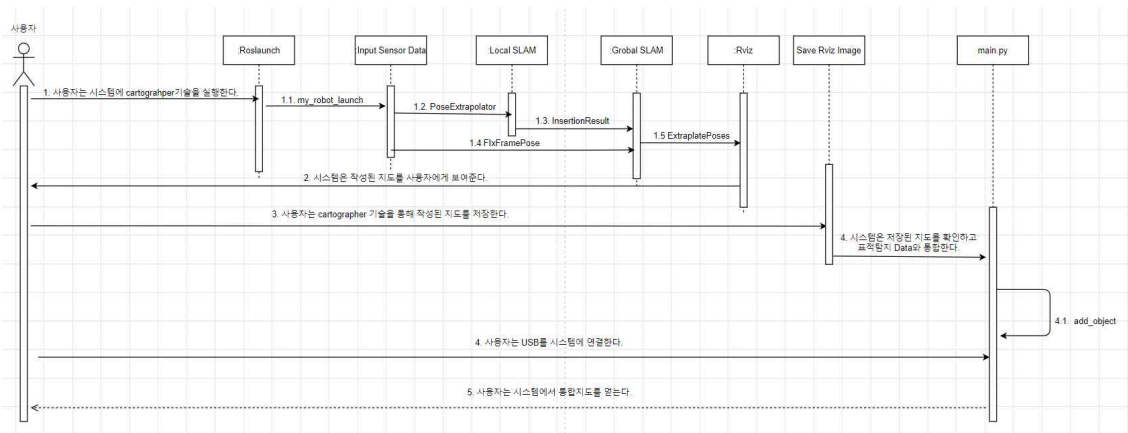 사용자
:Roslaunch
:Input Sensor Data
:Local SLAM
:Grobal SLAM
:Rviz
Save Rviz Image
main.py
1. 사용자는 시스템에 cartograhper기술을 실행한다.
1.1. my_robot_launch
1.2. PoseExtrapolator
1.3. InsertionResult
1.4 FIxFramePose
1.5 ExtraplatePoses
2. 시스템은 작성된 지도를 사용자에게 보여준다.
3. 사용자는 cartographer 기술을 통해 작성된 지도를 저장한다.
4. 시스템은 저장된 지도를 확인하고
표적탐지 Data와 통합한다.
4.1. add_object
4. 사용자는 USB를 시스템에 연결한다.
5. 사용자는 시스템에서 통합지도를 얻는다.